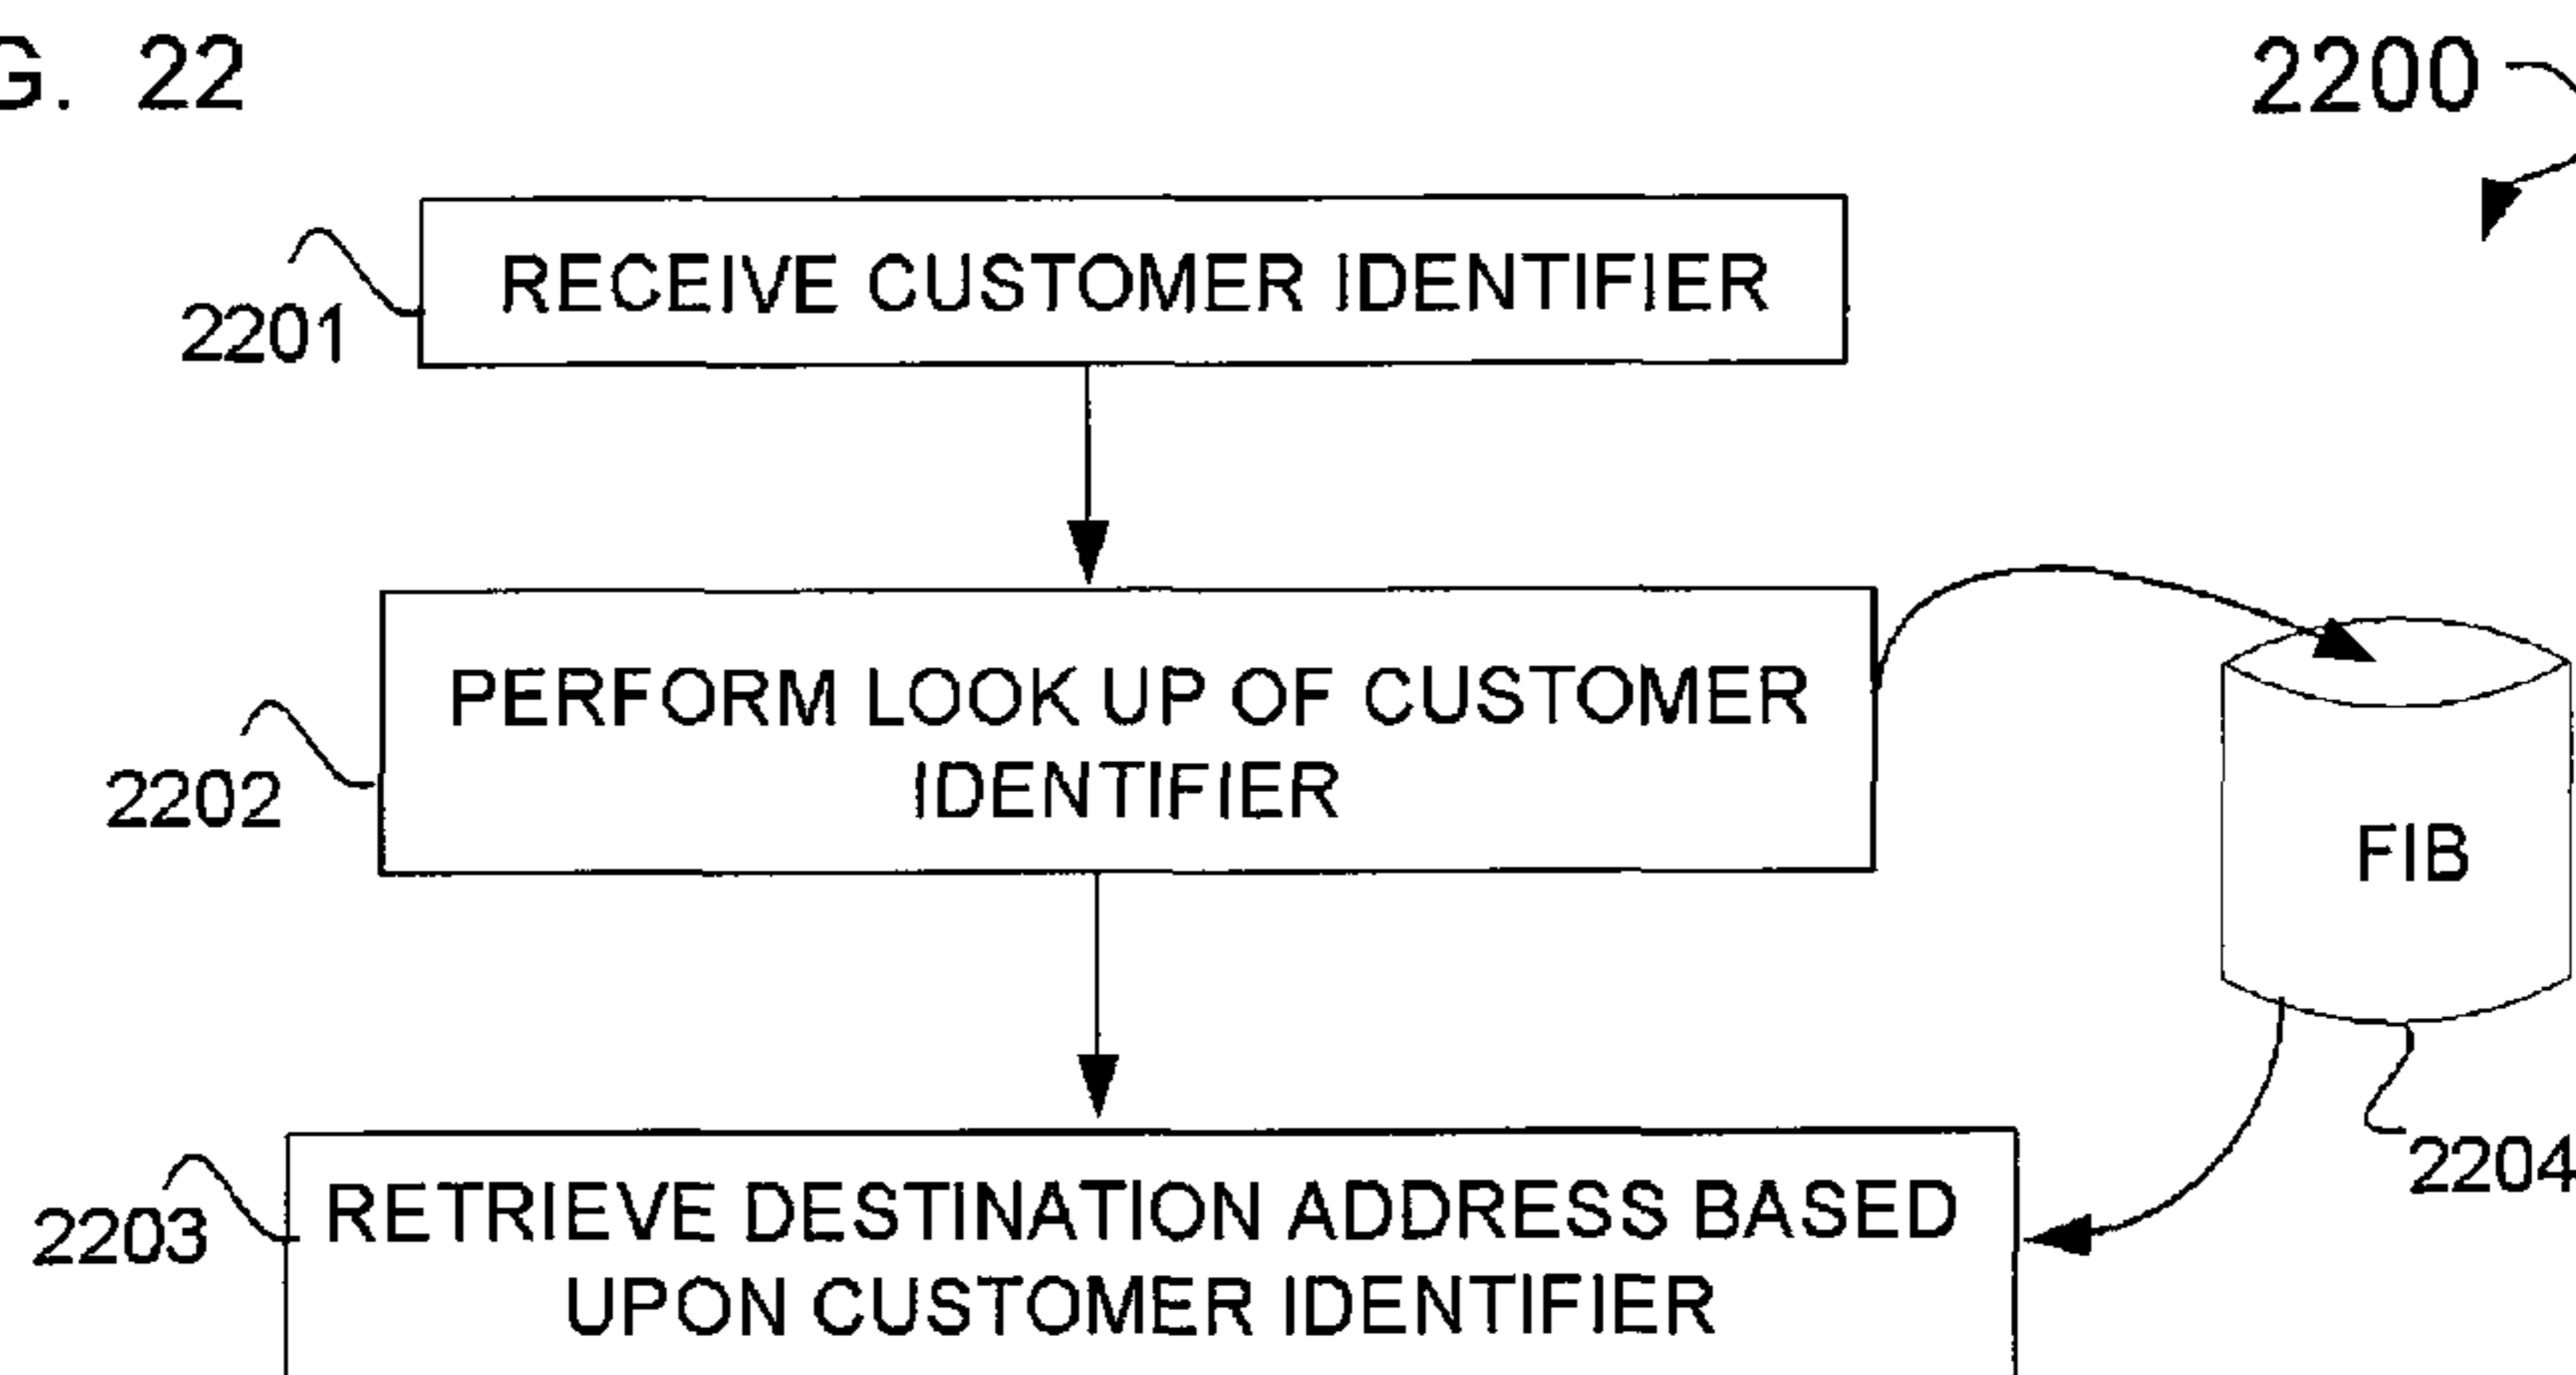 G. 22
2200
RECEIVE CUSTOMER IDENTIFIER
2201
PERFORM LOOK UP OF CUSTOMER
IDENTIFIER
2202
FIB
2204
RETRIEVE DESTINATION ADDRESS BASED
UPON CUSTOMER IDENTIFIER
2203